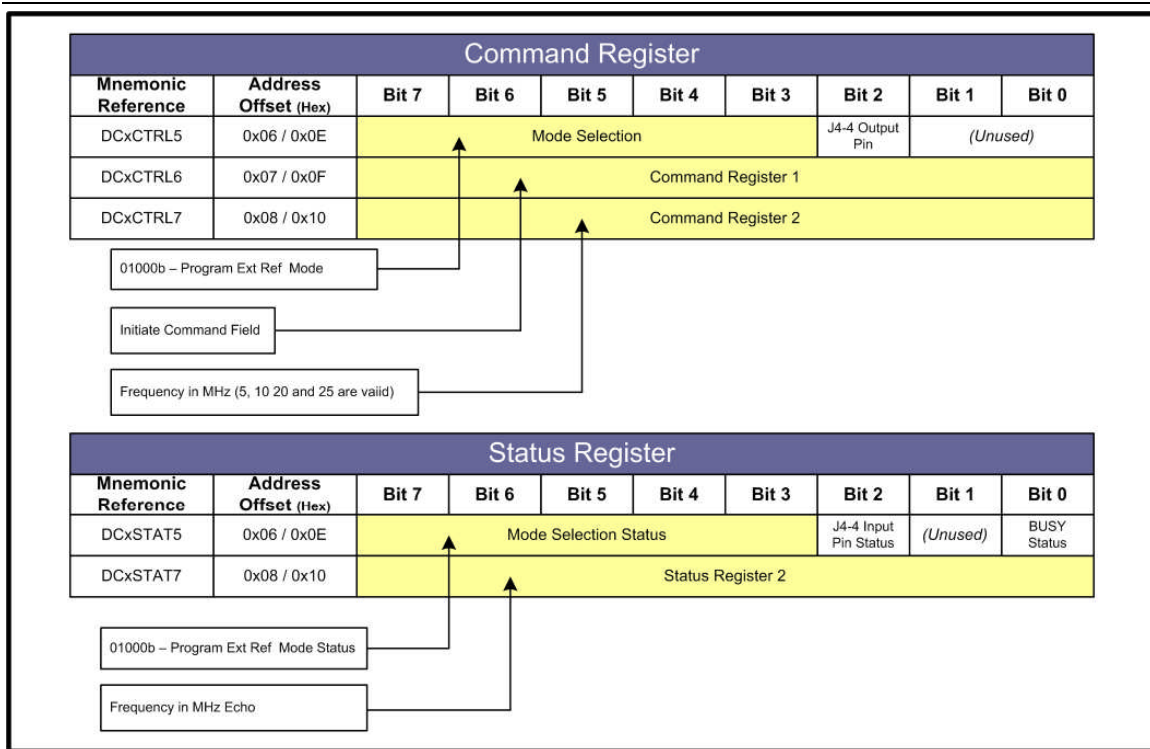 Command Register
Mnemonic Reference Address Offset (Hex) Bit 7 Bit 6 Bit 5 Bit 4 Bit 3 Bit 2 Bit 1 Bit 0
DCxCTRL5 0x06 / 0x0E Mode Selection J4-4 Output Pin (Unused)
DCxCTRL6 0x07 / 0x0F Command Register 1
DCxCTRL7 0x08 / 0x10 Command Register 2
01000b – Program Ext Ref Mode
Initiate Command Field
Frequency in MHz (5, 10 20 and 25 are vaiid)
Status Register
Mnemonic Reference Address Offset (Hex) Bit 7 Bit 6 Bit 5 Bit 4 Bit 3 Bit 2 Bit 1 Bit 0
DCxSTAT5 0x06 / 0x0E Mode Selection Status J4-4 Input Pin Status (Unused) BUSY Status
DCxSTAT7 0x08 / 0x10 Status Register 2
01000b – Program Ext Ref Mode Status
Frequency in MHz Echo